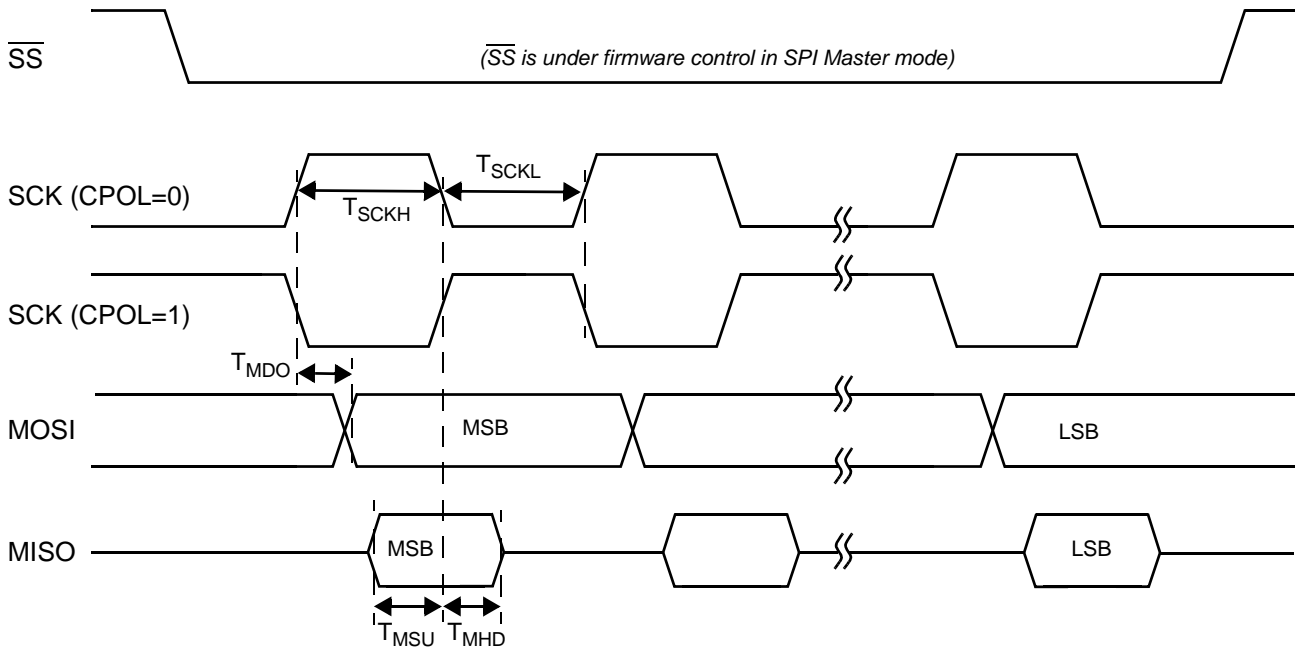 SS
(SS is under firmware control in SPI Master mode)
SCK (CPOL=0)
TSCKH
TSCKL
SCK (CPOL=1)
TMDO
MOSI
MSB
LSB
MISO
MSB
LSB
TMSU
TMHD